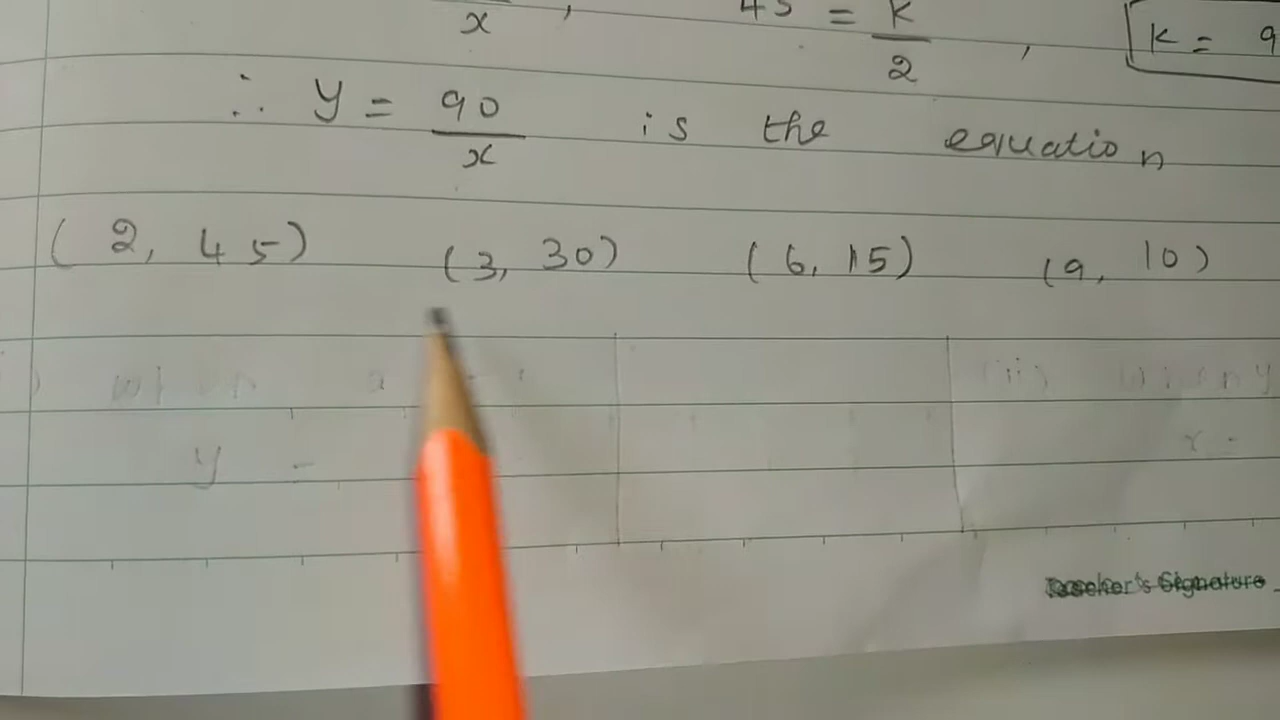 x , 45 = k/2 , k = 9
∴ y = 90/x is the equation
(2, 45) (3, 30) (6, 15) (9, 10)
y =
Teacher's Signature